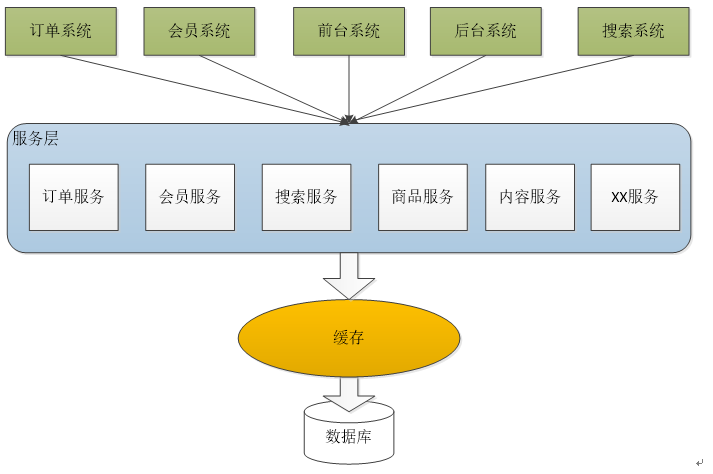 订单系统
会员系统
前台系统
后台系统
搜索系统
服务层
订单服务
会员服务
搜索服务
商品服务
内容服务
XX服务
缓存
数据库